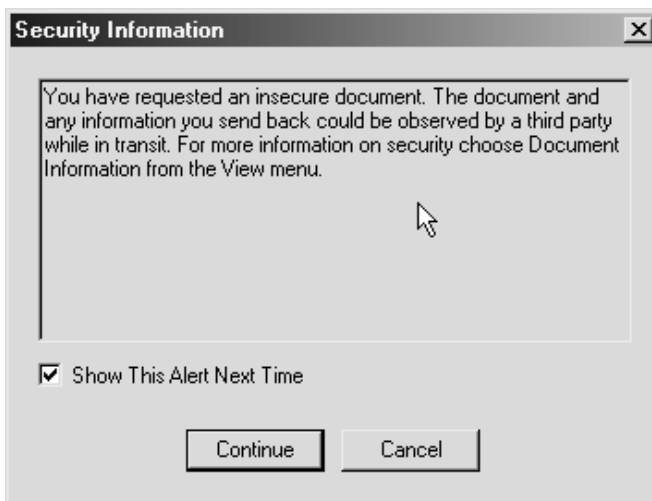 Security Information
You have requested an insecure document. The document and
any information you send back could be observed by a third party
while in transit. For more information on security choose Document
Information from the View menu.
Show This Alert Next Time
Continue
Cancel